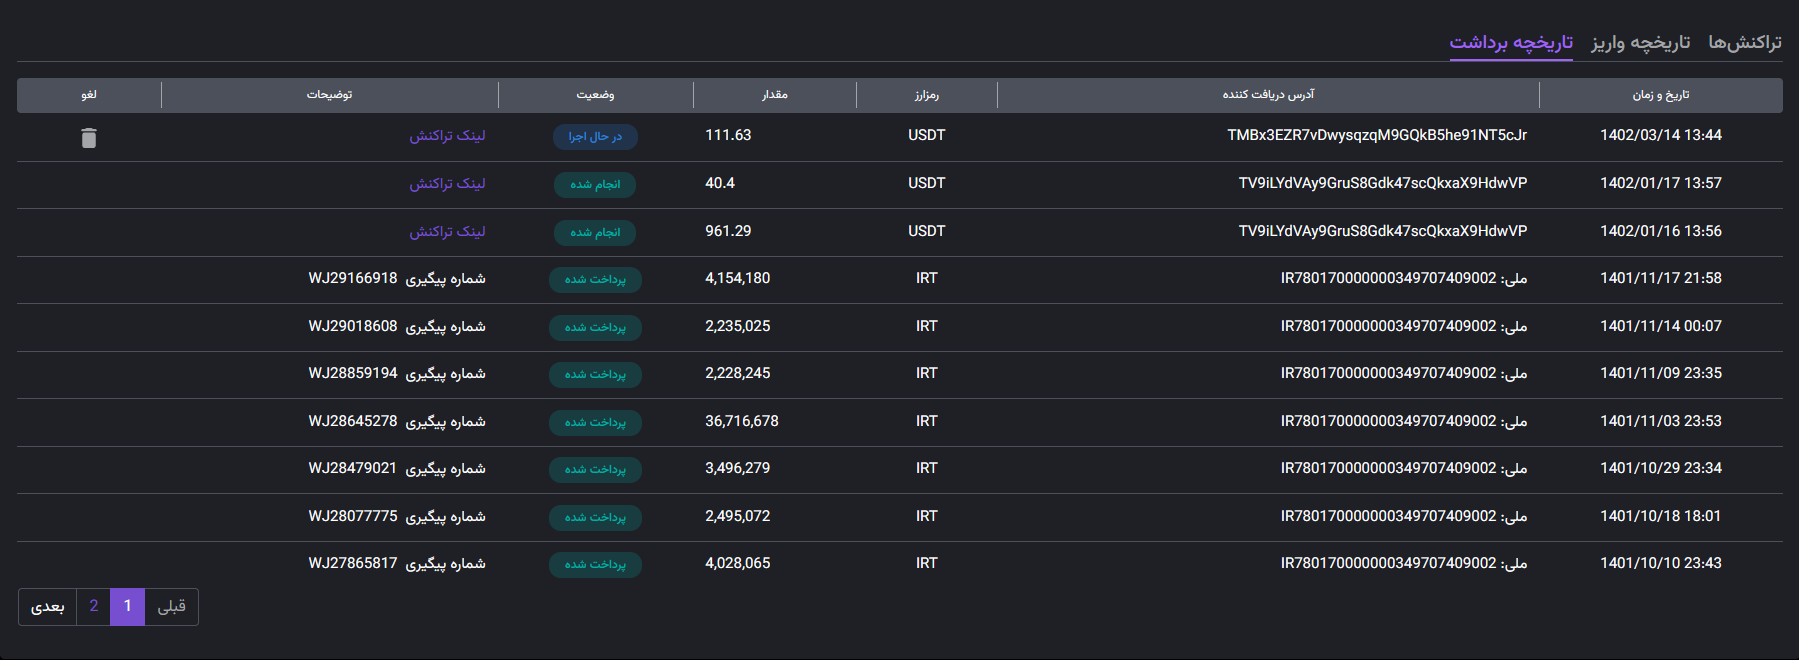 تراکنش‌ها تاریخچه واریز تاریخچه برداشت
تاریخ و زمان آدرس دریافت کننده رمزارز مقدار وضعیت توضیحات لغو
1402/03/14 13:44 TMBx3EZR7vDwysqzqM9GQkB5he91NT5cJr USDT 111.63 در حال اجرا لینک تراکنش
1402/01/17 13:57 TV9iLYdVAy9GruS8Gdk47scQkxaX9HdwVP USDT 40.4 انجام شده لینک تراکنش
1402/01/16 13:56 TV9iLYdVAy9GruS8Gdk47scQkxaX9HdwVP USDT 961.29 انجام شده لینک تراکنش
1401/11/17 21:58 ملی: IR780170000000349707409002 IRT 4,154,180 پرداخت شده شماره پیگیری WJ29166918
1401/11/14 00:07 ملی: IR780170000000349707409002 IRT 2,235,025 پرداخت شده شماره پیگیری WJ29018608
1401/11/09 23:35 ملی: IR780170000000349707409002 IRT 2,228,245 پرداخت شده شماره پیگیری WJ28859194
1401/11/03 23:53 ملی: IR780170000000349707409002 IRT 36,716,678 پرداخت شده شماره پیگیری WJ28645278
1401/10/29 23:34 ملی: IR780170000000349707409002 IRT 3,496,279 پرداخت شده شماره پیگیری WJ28479021
1401/10/18 18:01 ملی: IR780170000000349707409002 IRT 2,495,072 پرداخت شده شماره پیگیری WJ28077775
1401/10/10 23:43 ملی: IR780170000000349707409002 IRT 4,028,065 پرداخت شده شماره پیگیری WJ27865817
قبلی 1 2 بعدی